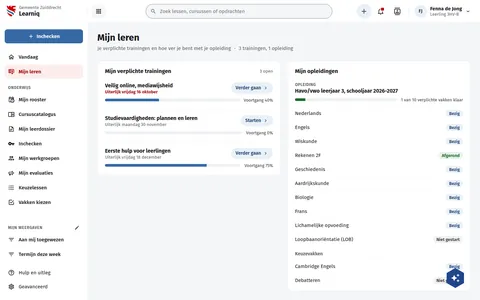 Gemeente Zuiddrecht
Learniq
Zoek lessen, cursussen of opdrachten
FJ
Fenna de Jong
Leerling 3HV-B
Inchecken
Vandaag
Mijn leren
ONDERWIJS
Mijn rooster
Cursuscatalogus
Mijn leerdossier
Inchecken
Mijn werkgroepen
Mijn evaluaties
Keuzelessen
Vakken kiezen
MIJN WEERGAVEN
Aan mij toegewezen
Termijn deze week
Hulp en uitleg
Geavanceerd
Mijn leren
Je verplichte trainingen en hoe ver je bent met je opleiding · 3 trainingen, 1 opleiding
Mijn verplichte trainingen
3 open
Veilig online, mediawijsheid
Uiterlijk vrijdag 16 oktober
Verder gaan
Voortgang 40%
Studievaardigheden: plannen en leren
Uiterlijk maandag 30 november
Starten
Voortgang 0%
Eerste hulp voor leerlingen
Uiterlijk vrijdag 18 december
Verder gaan
Voortgang 75%
Mijn opleidingen
OPLEIDING
Havo/vwo leerjaar 3, schooljaar 2026-2027
1 van 10 verplichte vakken klaar
Nederlands
Bezig
Engels
Bezig
Wiskunde
Bezig
Rekenen 2F
Afgerond
Geschiedenis
Bezig
Aardrijkskunde
Bezig
Biologie
Bezig
Frans
Bezig
Lichamelijke opvoeding
Bezig
Loopbaanoriëntatie (LOB)
Niet gestart
Keuzevakken
Cambridge Engels
Bezig
Debatteren
Niet gestart